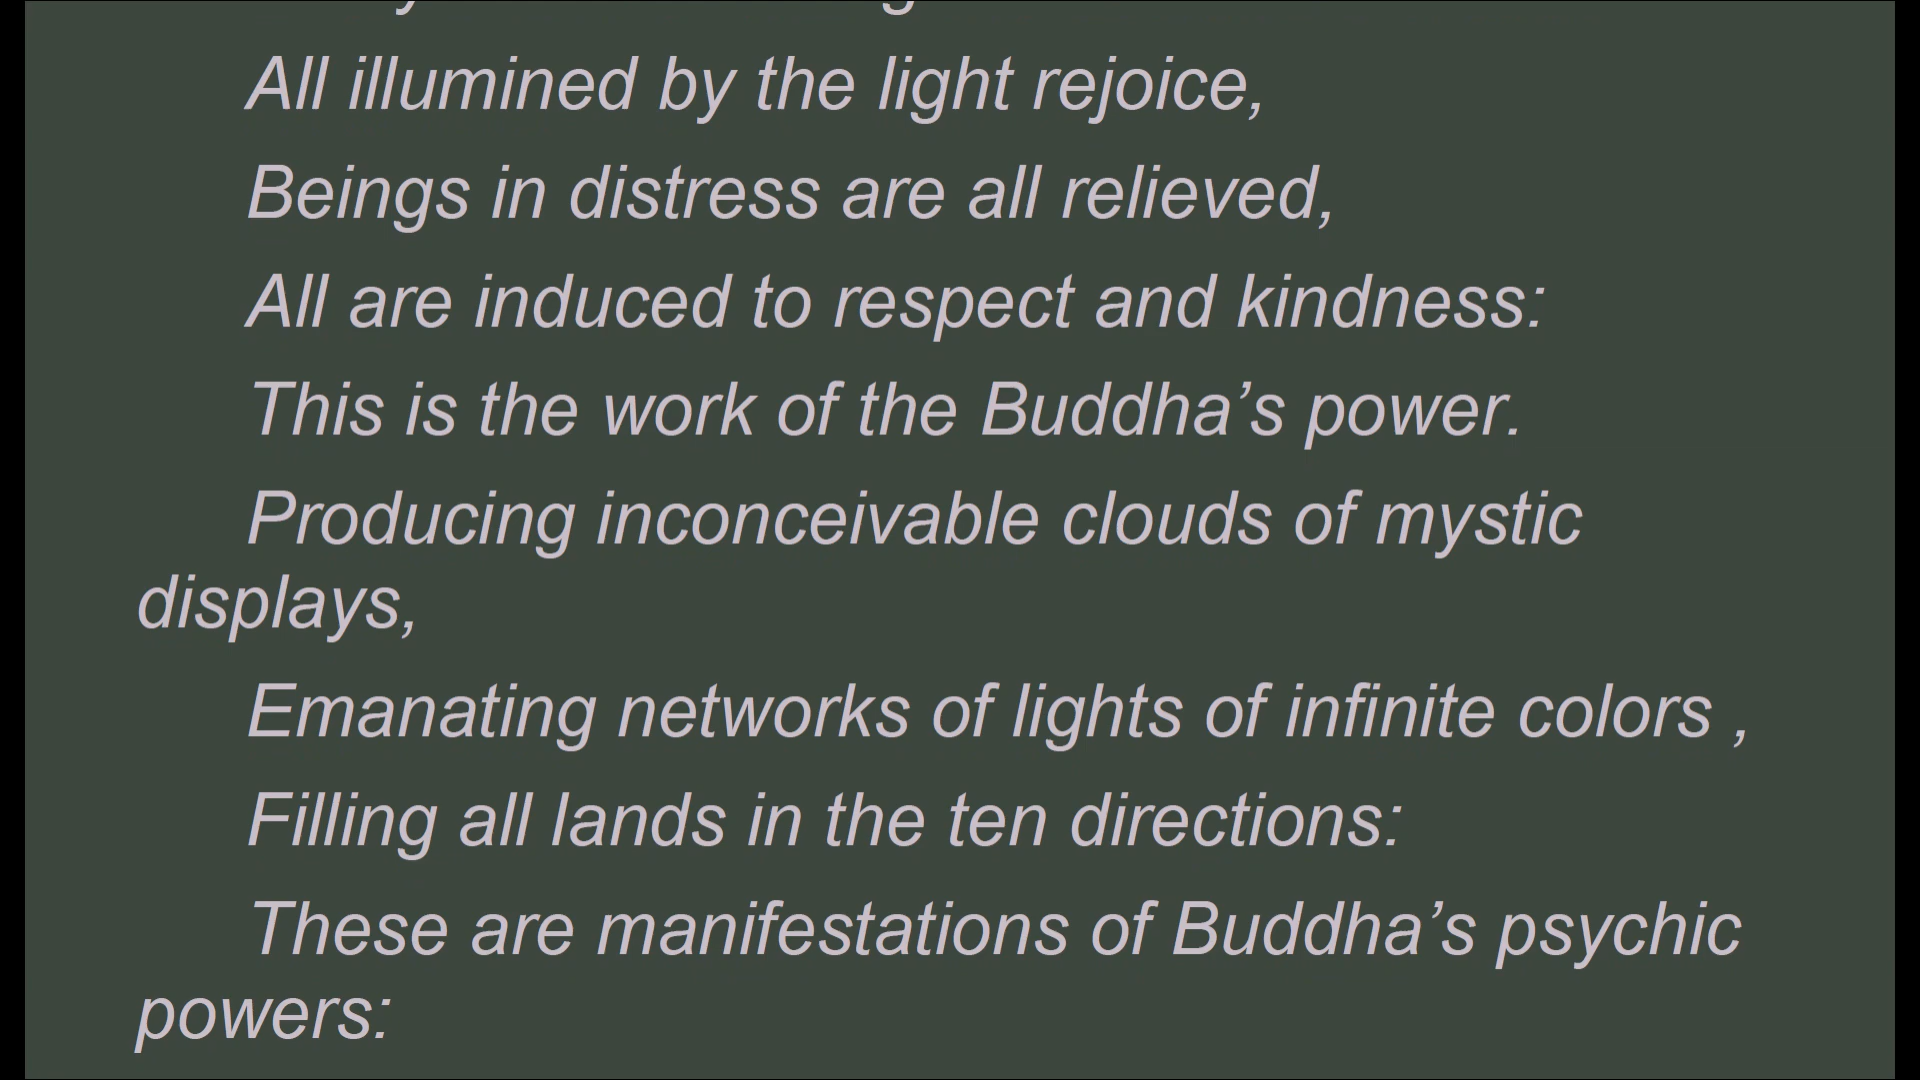 All illumined by the light rejoice,
Beings in distress are all relieved,
All are induced to respect and kindness:
This is the work of the Buddha’s power.
Producing inconceivable clouds of mystic
displays,
Emanating networks of lights of infinite colors ,
Filling all lands in the ten directions:
These are manifestations of Buddha’s psychic
powers: